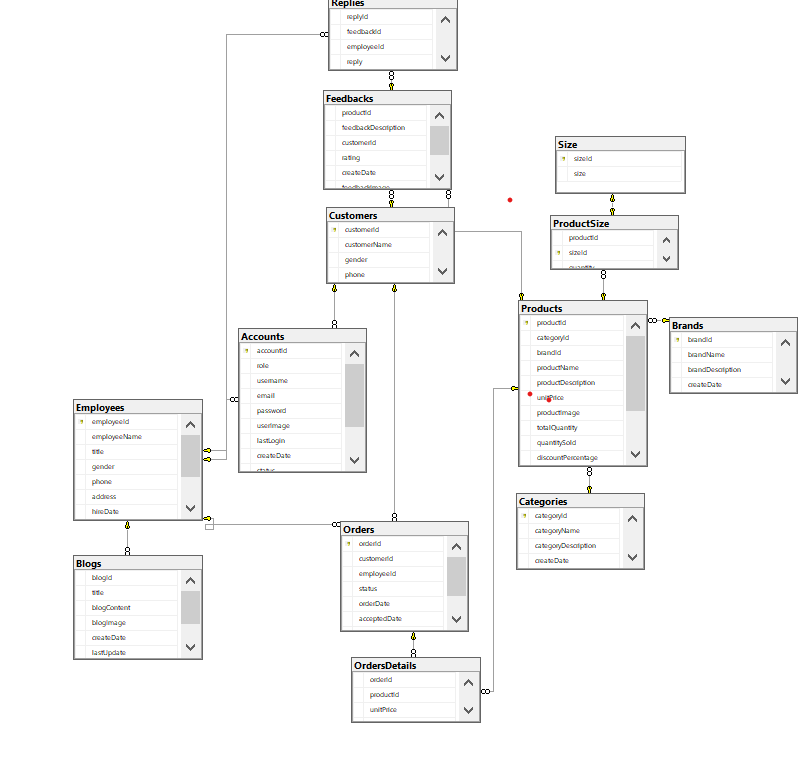 Replies
replyId
feedbackId
employeeId
reply
Feedbacks
productId
feedbackDescription
customerId
rating
createDate
feedbackImage
Customers
customerId
customerName
gender
phone
Size
sizeId
size
ProductSize
productId
sizeId
quantity
Products
productId
categoryId
brandId
productName
productDescription
unitPrice
productImage
totalQuantity
quantitySold
discountPercentage
Brands
brandId
brandName
brandDescription
createDate
Accounts
accountId
role
username
email
password
userImage
lastLogin
createDate
status
Employees
employeeId
employeeName
title
gender
phone
address
hireDate
Categories
categoryId
categoryName
categoryDescription
createDate
Orders
orderId
customerId
employeeId
status
orderDate
acceptedDate
Blogs
blogId
title
blogContent
blogImage
createDate
lastUpdate
OrdersDetails
orderId
productId
unitPrice